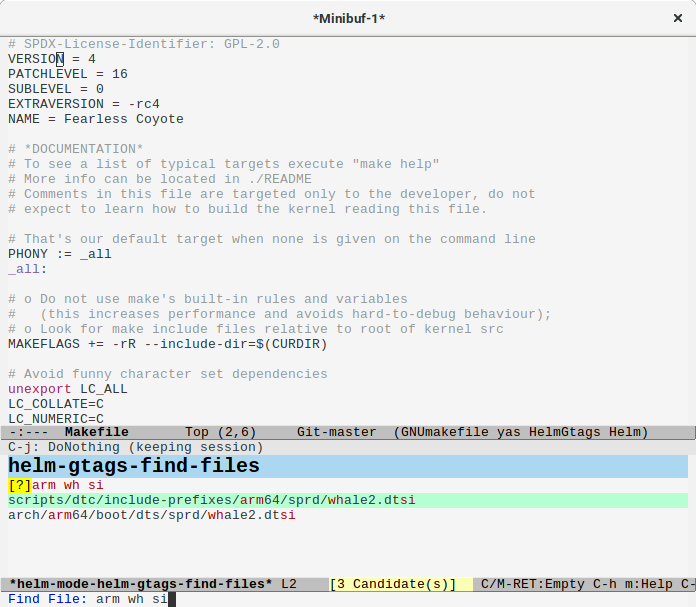 *Minibuf-1*
# SPDX-License-Identifier: GPL-2.0
VERSION = 4
PATCHLEVEL = 16
SUBLEVEL = 0
EXTRAVERSION = -rc4
NAME = Fearless Coyote
# *DOCUMENTATION*
# To see a list of typical targets execute "make help"
# More info can be located in ./README
# Comments in this file are targeted only to the developer, do not
# expect to learn how to build the kernel reading this file.
# That's our default target when none is given on the command line
PHONY := _all
_all:
# o Do not use make's built-in rules and variables
#   (this increases performance and avoids hard-to-debug behaviour);
# o Look for make include files relative to root of kernel src
MAKEFLAGS += -rR --include-dir=$(CURDIR)
# Avoid funny character set dependencies
unexport LC_ALL
LC_COLLATE=C
LC_NUMERIC=C
-:---  Makefile       Top (2,6)     Git-master  (GNUmakefile yas HelmGtags Helm)
C-j: DoNothing (keeping session)
helm-gtags-find-files
[?]arm wh si
scripts/dtc/include-prefixes/arm64/sprd/whale2.dtsi
arch/arm64/boot/dts/sprd/whale2.dtsi
*helm-mode-helm-gtags-find-files* L2    [3 Candidate(s)]   C/M-RET:Empty C-h m:Help C-
Find File: arm wh si